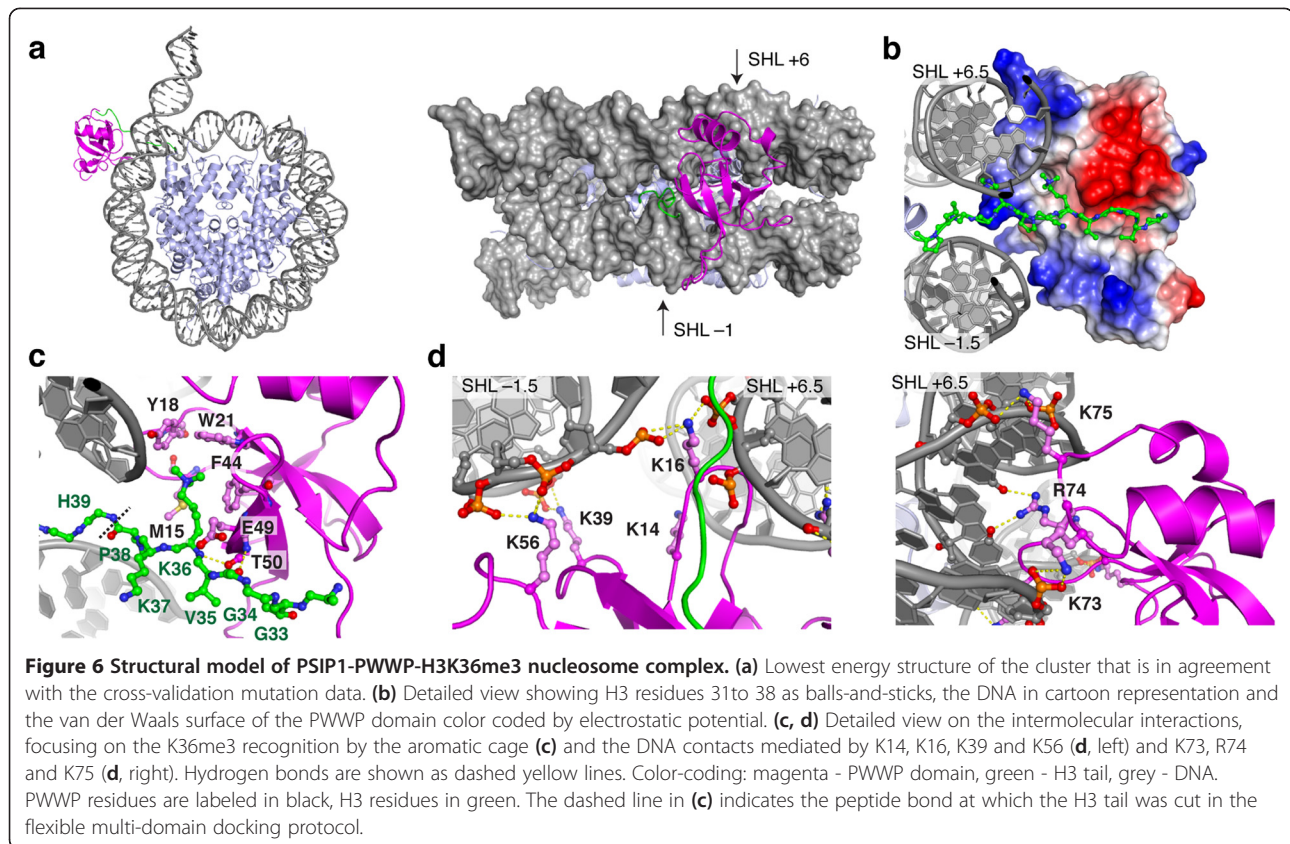 a
SHL +6
SHL –1
b
SHL +6.5
SHL –1.5
c
Y18
W21
F44
H39
M15
E49
P38
K36
T50
K37
V35
G34
G33
d
SHL –1.5
SHL +6.5
K16
K39
K14
K56
SHL +6.5
K75
R74
K73
Figure 6 Structural model of PSIP1-PWWP-H3K36me3 nucleosome complex. (a) Lowest energy structure of the cluster that is in agreement
with the cross-validation mutation data. (b) Detailed view showing H3 residues 31to 38 as balls-and-sticks, the DNA in cartoon representation and
the van der Waals surface of the PWWP domain color coded by electrostatic potential. (c, d) Detailed view on the intermolecular interactions,
focusing on the K36me3 recognition by the aromatic cage (c) and the DNA contacts mediated by K14, K16, K39 and K56 (d, left) and K73, R74
and K75 (d, right). Hydrogen bonds are shown as dashed yellow lines. Color-coding: magenta - PWWP domain, green - H3 tail, grey - DNA.
PWWP residues are labeled in black, H3 residues in green. The dashed line in (c) indicates the peptide bond at which the H3 tail was cut in the
flexible multi-domain docking protocol.